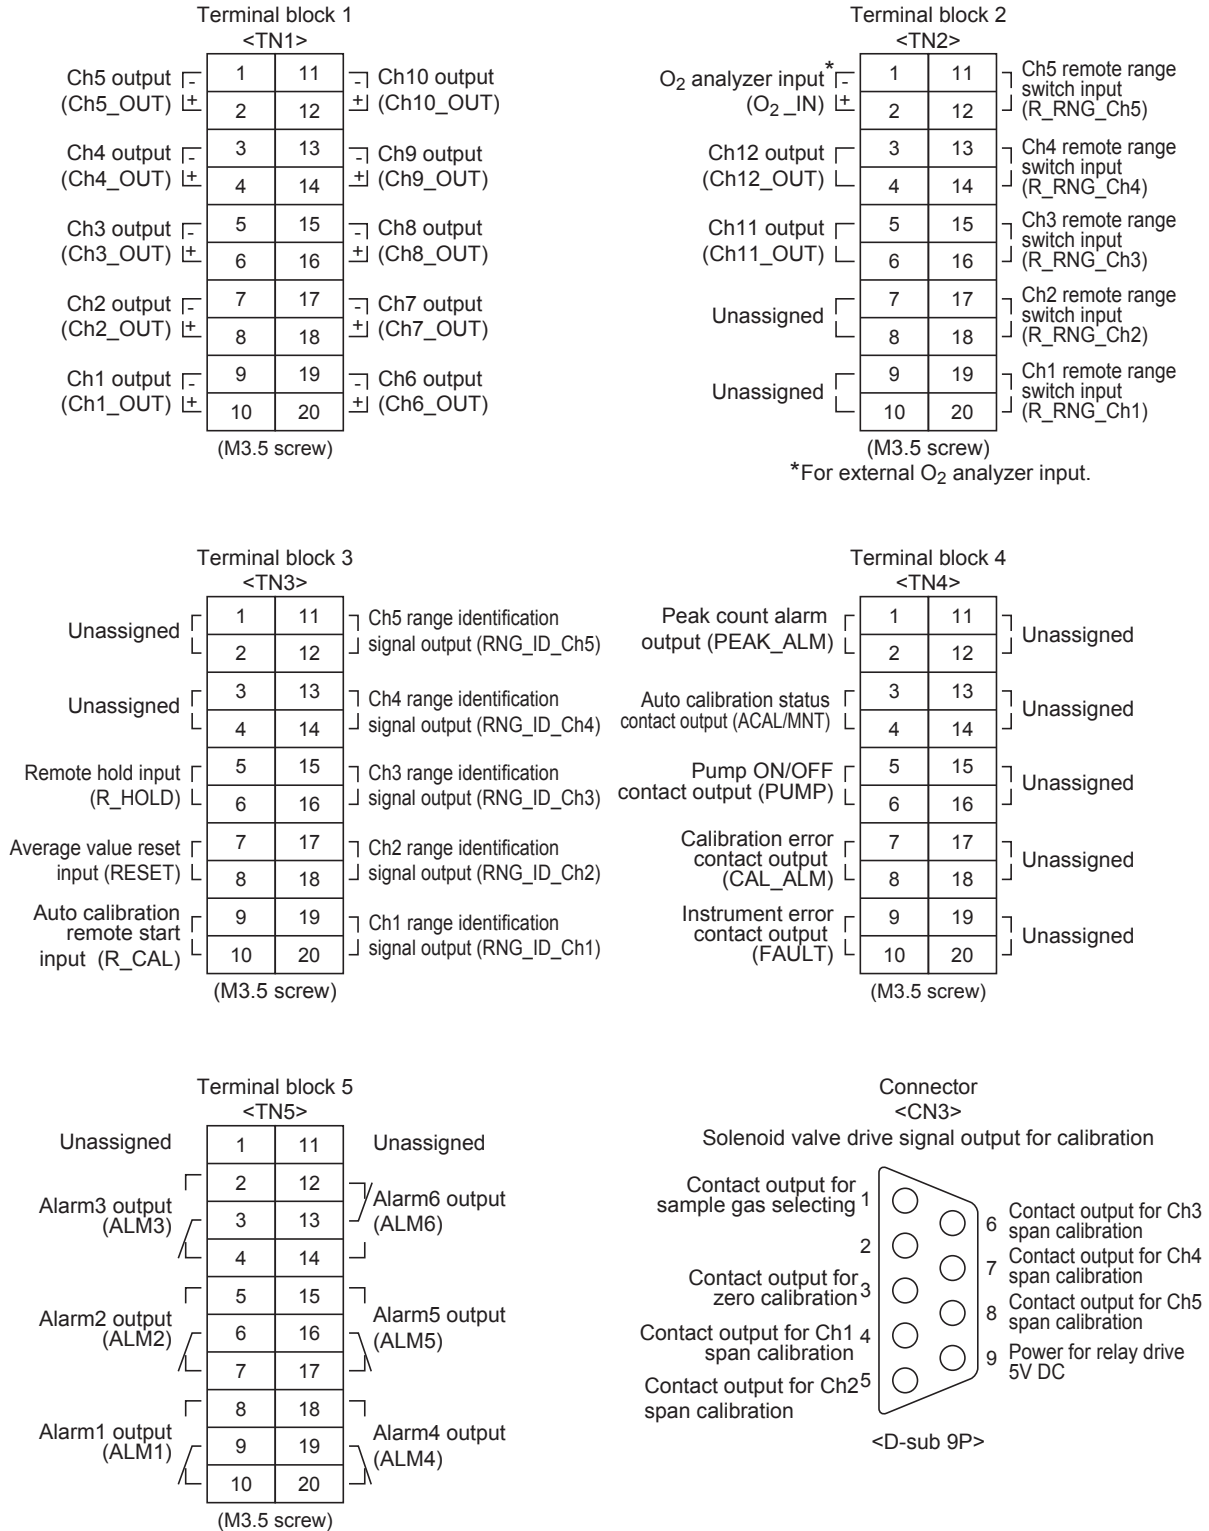 Terminal block 1
<TN1>
Ch5 output
(Ch5_OUT)
-
+
1 11
2 12
-
+
Ch10 output
(Ch10_OUT)
Ch4 output
(Ch4_OUT)
-
+
3 13
4 14
-
+
Ch9 output
(Ch9_OUT)
Ch3 output
(Ch3_OUT)
-
+
5 15
6 16
-
+
Ch8 output
(Ch8_OUT)
Ch2 output
(Ch2_OUT)
-
+
7 17
8 18
-
+
Ch7 output
(Ch7_OUT)
Ch1 output
(Ch1_OUT)
-
+
9 19
10 20
-
+
Ch6 output
(Ch6_OUT)
(M3.5 screw)
Terminal block 2
<TN2>
O2 analyzer input*
(O2_IN)
-
+
1 11
2 12
Ch5 remote range
switch input
(R_RNG_Ch5)
Ch12 output
(Ch12_OUT)
3 13
4 14
Ch4 remote range
switch input
(R_RNG_Ch4)
Ch11 output
(Ch11_OUT)
5 15
6 16
Ch3 remote range
switch input
(R_RNG_Ch3)
Unassigned
7 17
8 18
Ch2 remote range
switch input
(R_RNG_Ch2)
Unassigned
9 19
10 20
Ch1 remote range
switch input
(R_RNG_Ch1)
(M3.5 screw)
*For external O2 analyzer input.
Terminal block 3
<TN3>
Unassigned
1 11
2 12
Ch5 range identification
signal output (RNG_ID_Ch5)
Unassigned
3 13
4 14
Ch4 range identification
signal output (RNG_ID_Ch4)
Remote hold input
(R_HOLD)
5 15
6 16
Ch3 range identification
signal output (RNG_ID_Ch3)
Average value reset
input (RESET)
7 17
8 18
Ch2 range identification
signal output (RNG_ID_Ch2)
Auto calibration
remote start
input (R_CAL)
9 19
10 20
Ch1 range identification
signal output (RNG_ID_Ch1)
(M3.5 screw)
Terminal block 4
<TN4>
Peak count alarm
output (PEAK_ALM)
1 11
2 12
Unassigned
Auto calibration status
contact output (ACAL/MNT)
3 13
4 14
Unassigned
Pump ON/OFF
contact output (PUMP)
5 15
6 16
Unassigned
Calibration error
contact output
(CAL_ALM)
7 17
8 18
Unassigned
Instrument error
contact output
(FAULT)
9 19
10 20
Unassigned
(M3.5 screw)
Terminal block 5
<TN5>
Unassigned
1 11
Unassigned
Alarm3 output
(ALM3)
2 12
3 13
4 14
Alarm6 output
(ALM6)
Alarm2 output
(ALM2)
5 15
6 16
7 17
Alarm5 output
(ALM5)
Alarm1 output
(ALM1)
8 18
9 19
10 20
Alarm4 output
(ALM4)
(M3.5 screw)
Connector
<CN3>
Solenoid valve drive signal output for calibration
Contact output for
sample gas selecting 1
2
Contact output for
zero calibration 3
Contact output for Ch1 4
span calibration
Contact output for Ch2 5
span calibration
6 Contact output for Ch3
span calibration
7 Contact output for Ch4
span calibration
8 Contact output for Ch5
span calibration
9 Power for relay drive
5V DC
<D-sub 9P>